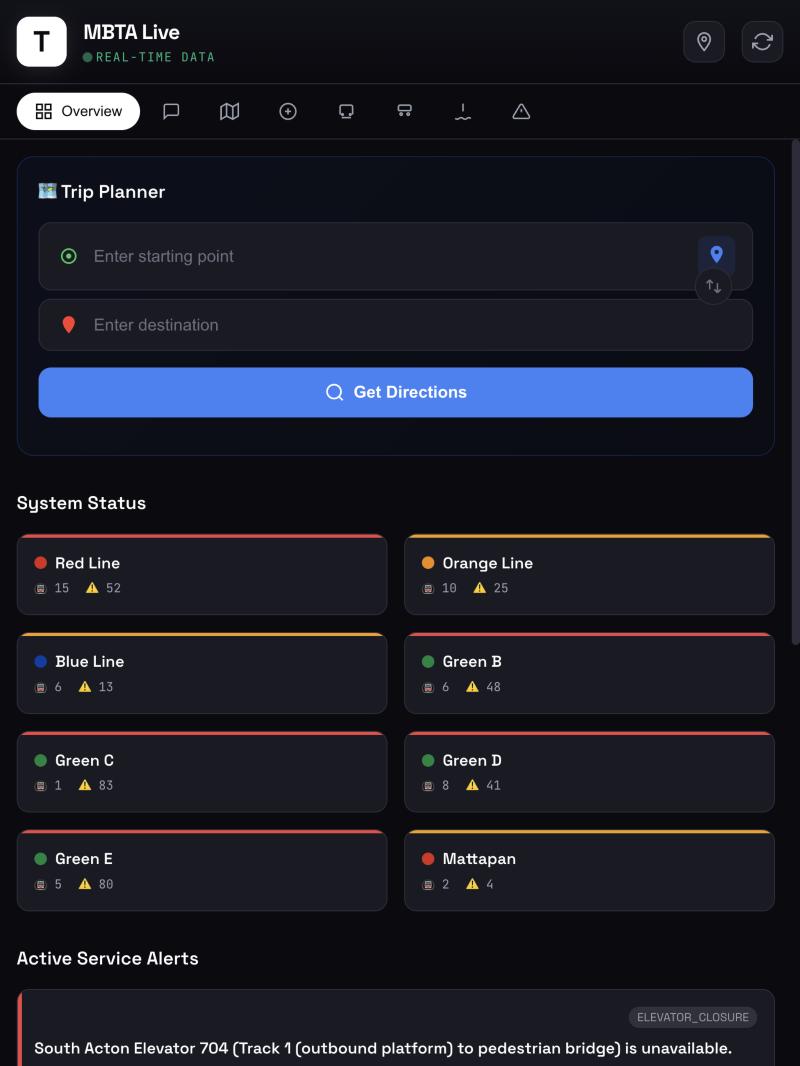 T
MBTA Live
REAL-TIME DATA
Overview
Trip Planner
Enter starting point
Enter destination
Get Directions
System Status
Red Line
15 52
Orange Line
10 25
Blue Line
6 13
Green B
6 48
Green C
1 83
Green D
8 41
Green E
5 80
Mattapan
2 4
Active Service Alerts
ELEVATOR_CLOSURE
South Acton Elevator 704 (Track 1 (outbound platform) to pedestrian bridge) is unavailable.